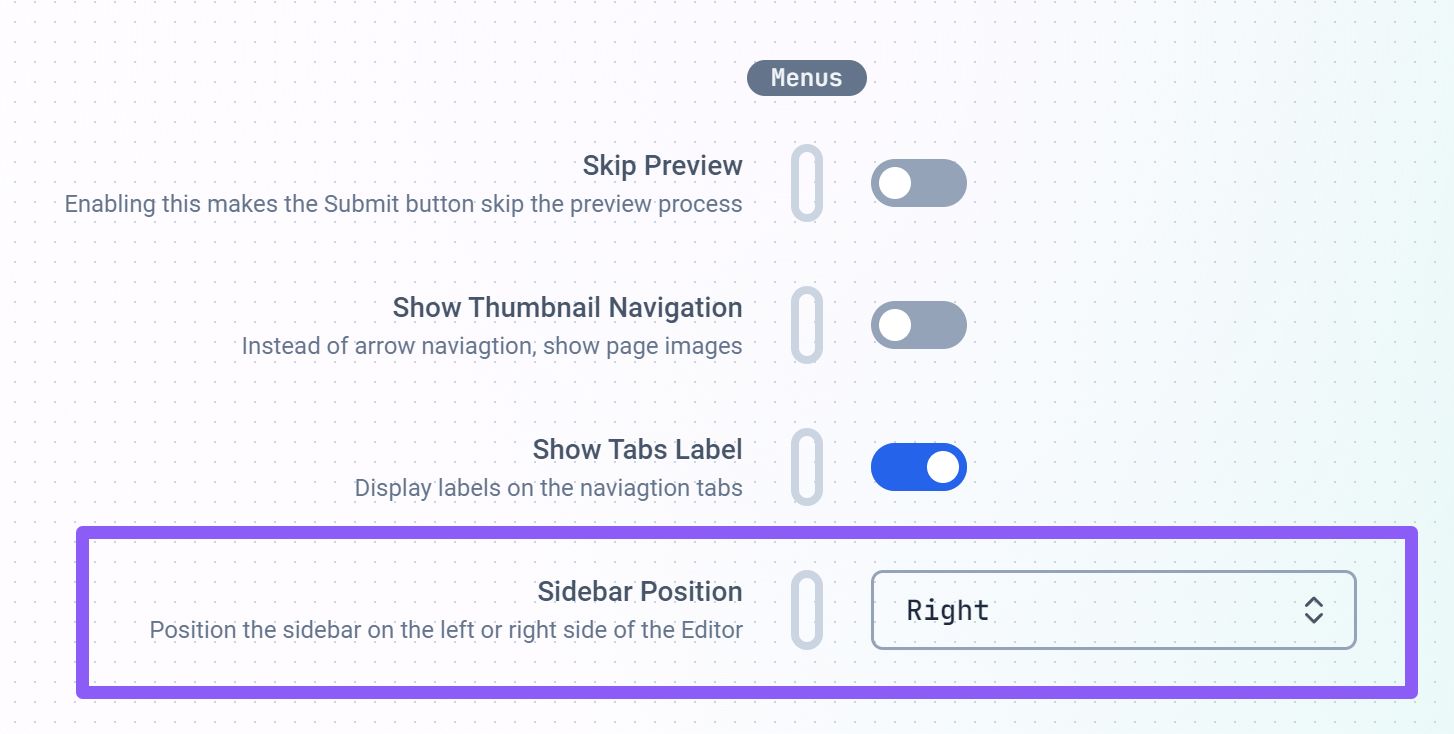 Menus
Skip Preview
Enabling this makes the Submit button skip the preview process
Show Thumbnail Navigation
Instead of arrow naviagtion, show page images
Show Tabs Label
Display labels on the naviagtion tabs
Sidebar Position
Position the sidebar on the left or right side of the Editor
Right